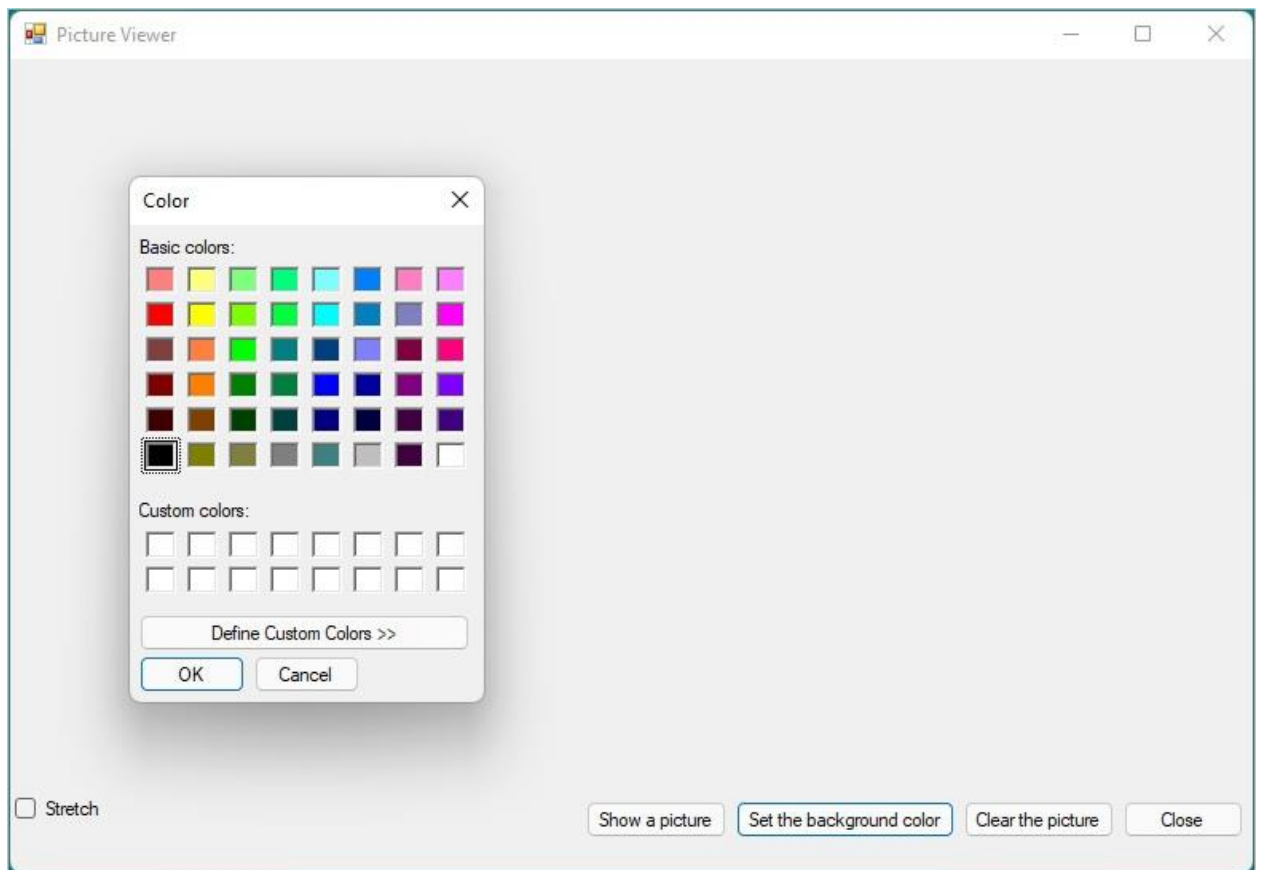 Picture Viewer
Color
Basic colors:
Custom colors:
Define Custom Colors >>
OK Cancel
Stretch
Show a picture Set the background color Clear the picture Close